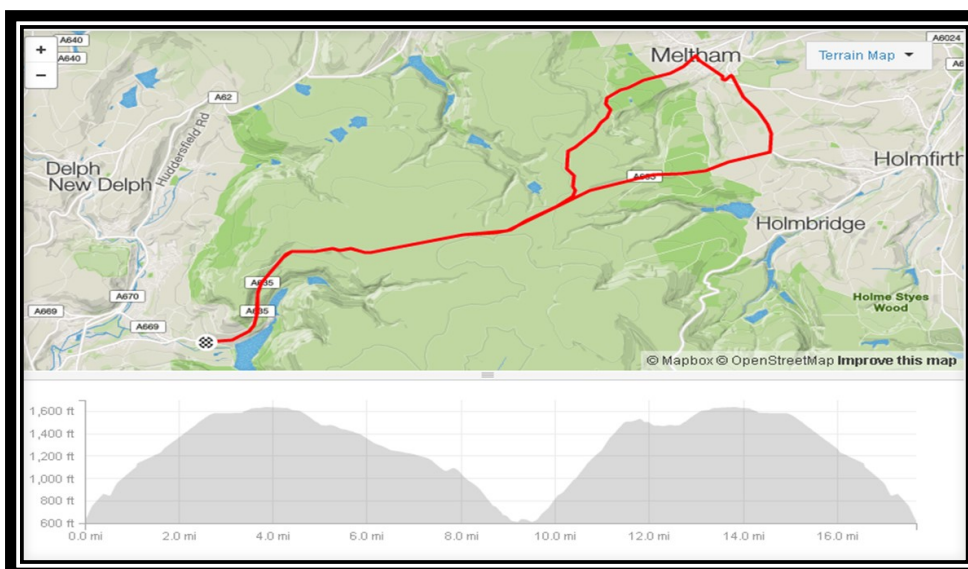 +
−
A640
A640
A62
Huddersfield Rd
Delph
New Delph
A670
A669
A669
A635
A635
Meltham
Terrain Map
A6024
A6
A635
Holmfirth
Holmbridge
Holme Styes
Wood
© Mapbox © OpenStreetMap Improve this map
1,600 ft
1,400 ft
1,200 ft
1,000 ft
800 ft
600 ft
0.0 mi 2.0 mi 4.0 mi 6.0 mi 8.0 mi 10.0 mi 12.0 mi 14.0 mi 16.0 mi